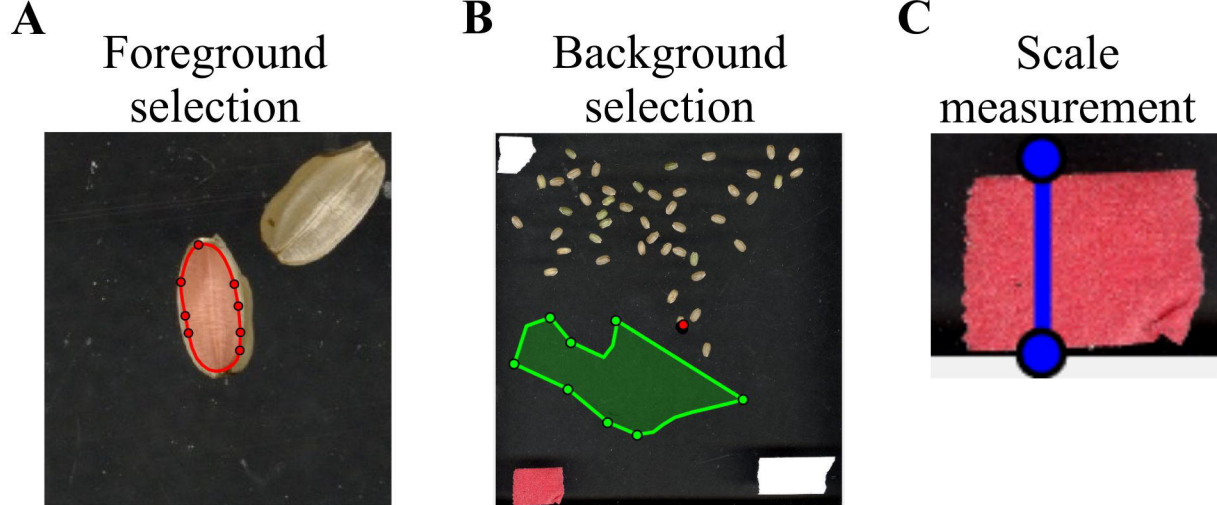 A
Foreground
selection
B
Background
selection
C
Scale
measurement